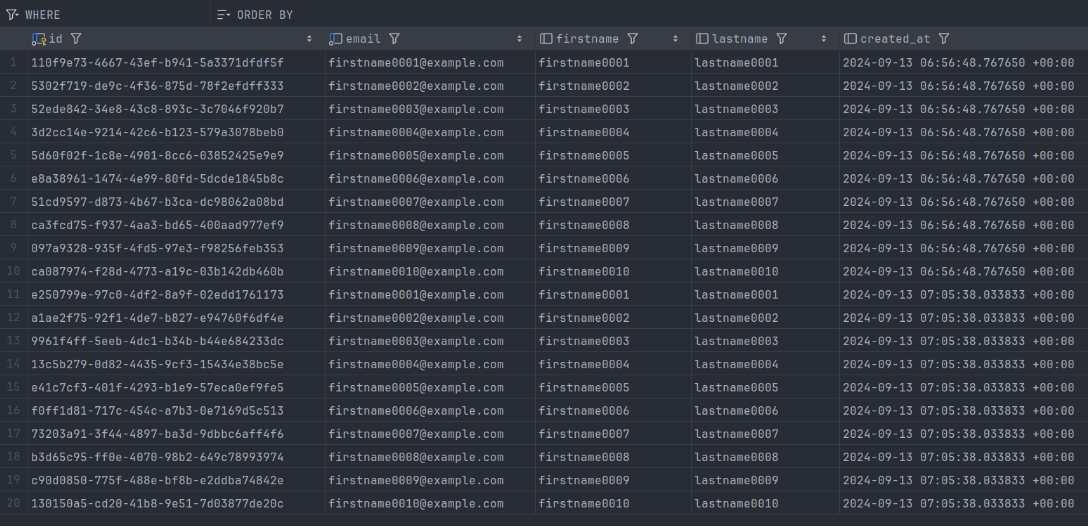 WHERE ORDER BY
id email firstname lastname created_at
1 110f9e73-4667-43ef-b941-5a3371dfdf5f firstname0001@example.com firstname0001 lastname0001 2024-09-13 06:56:48.767650 +00:00
2 5302f719-de9c-4f36-875d-78f2efdff333 firstname0002@example.com firstname0002 lastname0002 2024-09-13 06:56:48.767650 +00:00
3 52ede842-34e8-43c8-893c-3c7046f920b7 firstname0003@example.com firstname0003 lastname0003 2024-09-13 06:56:48.767650 +00:00
4 3d2cc14e-9214-42c6-b123-579a3078beb0 firstname0004@example.com firstname0004 lastname0004 2024-09-13 06:56:48.767650 +00:00
5 5d60f02f-1c8e-4901-8cc6-03852425e9e9 firstname0005@example.com firstname0005 lastname0005 2024-09-13 06:56:48.767650 +00:00
6 e8a38961-1474-4e99-80fd-5dcde1845b8c firstname0006@example.com firstname0006 lastname0006 2024-09-13 06:56:48.767650 +00:00
7 51cd9597-d873-4b67-b3ca-dc98062a08bd firstname0007@example.com firstname0007 lastname0007 2024-09-13 06:56:48.767650 +00:00
8 ca3fcd75-f937-4aa3-bd65-400aad977ef9 firstname0008@example.com firstname0008 lastname0008 2024-09-13 06:56:48.767650 +00:00
9 097a9328-935f-4fd5-97e3-f98256feb353 firstname0009@example.com firstname0009 lastname0009 2024-09-13 06:56:48.767650 +00:00
10 ca087974-f28d-4773-a19c-03b142db460b firstname0010@example.com firstname0010 lastname0010 2024-09-13 06:56:48.767650 +00:00
11 e250799e-97c0-4df2-8a9f-02edd1761173 firstname0001@example.com firstname0001 lastname0001 2024-09-13 07:05:38.033833 +00:00
12 a1ae2f75-92f1-4de7-b827-e94760f6df4e firstname0002@example.com firstname0002 lastname0002 2024-09-13 07:05:38.033833 +00:00
13 9961f4ff-5eeb-4dc1-b34b-b44e684233dc firstname0003@example.com firstname0003 lastname0003 2024-09-13 07:05:38.033833 +00:00
14 13c5b279-0d82-4435-9cf3-15434e38bc5e firstname0004@example.com firstname0004 lastname0004 2024-09-13 07:05:38.033833 +00:00
15 e41c7cf3-401f-4293-b1e9-57eca0ef9fe5 firstname0005@example.com firstname0005 lastname0005 2024-09-13 07:05:38.033833 +00:00
16 f0ff1d81-717c-454c-a7b3-0e7169d5c513 firstname0006@example.com firstname0006 lastname0006 2024-09-13 07:05:38.033833 +00:00
17 73203a91-3f44-4897-ba3d-9dbbc6aff4f6 firstname0007@example.com firstname0007 lastname0007 2024-09-13 07:05:38.033833 +00:00
18 b3d65c95-ff0e-4070-98b2-649c78993974 firstname0008@example.com firstname0008 lastname0008 2024-09-13 07:05:38.033833 +00:00
19 c90d0850-775f-488e-bf8b-e2ddba74842e firstname0009@example.com firstname0009 lastname0009 2024-09-13 07:05:38.033833 +00:00
20 130150a5-cd20-41b8-9e51-7d03877de20c firstname0010@example.com firstname0010 lastname0010 2024-09-13 07:05:38.033833 +00:00